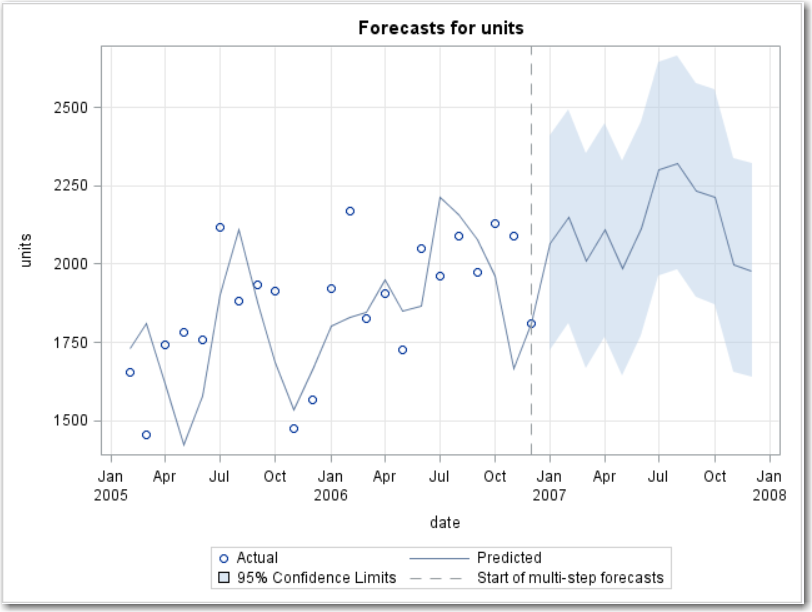 Forecasts for units
2500
2250
2000
1750
1500
units
Jan Apr Jul Oct Jan Apr Jul Oct Jan Apr Jul Oct Jan
2005 2006 2007 2008
date
Actual Predicted
95% Confidence Limits Start of multi-step forecasts